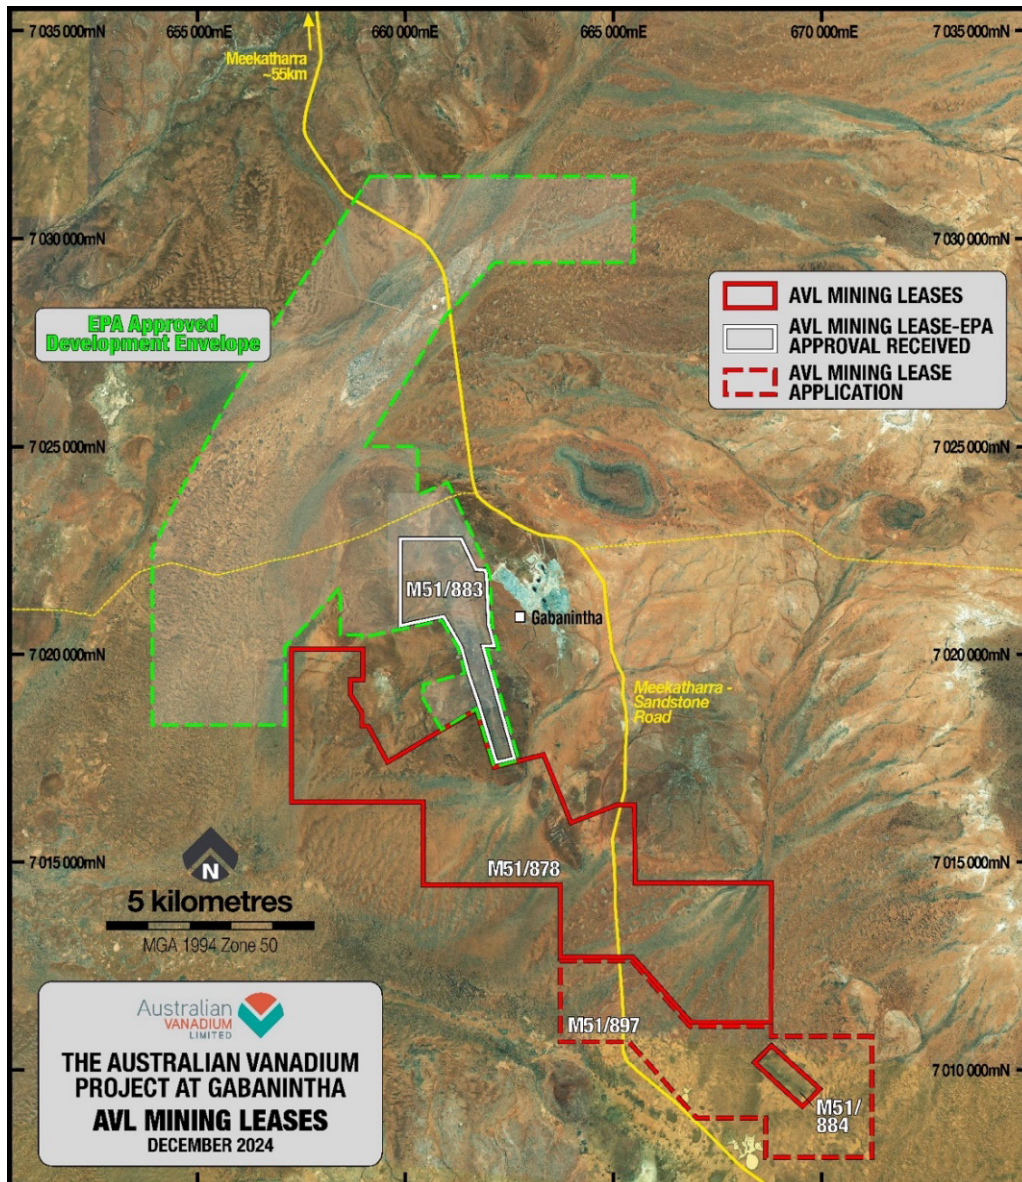 7 035 000mN
655 000mE
660 000mE
665 000mE
670 000mE
7 035 000mN
Meekatharra
~55km
7 030 000mN
7 030 000mN
EPA Approved
Development Envelope
AVL MINING LEASES
AVL MINING LEASE-EPA
APPROVAL RECEIVED
AVL MINING LEASE
APPLICATION
7 025 000mN
7 025 000mN
M51/883
Gabanintha
7 020 000mN
7 020 000mN
Meekatharra -
Sandstone
Road
N
5 kilometres
MGA 1994 Zone 50
7 015 000mN
7 015 000mN
M51/878
M51/897
7 010 000mN
M51/
884
Australian
VANADIUM
LIMITED
THE AUSTRALIAN VANADIUM
PROJECT AT GABANINTHA
AVL MINING LEASES
DECEMBER 2024